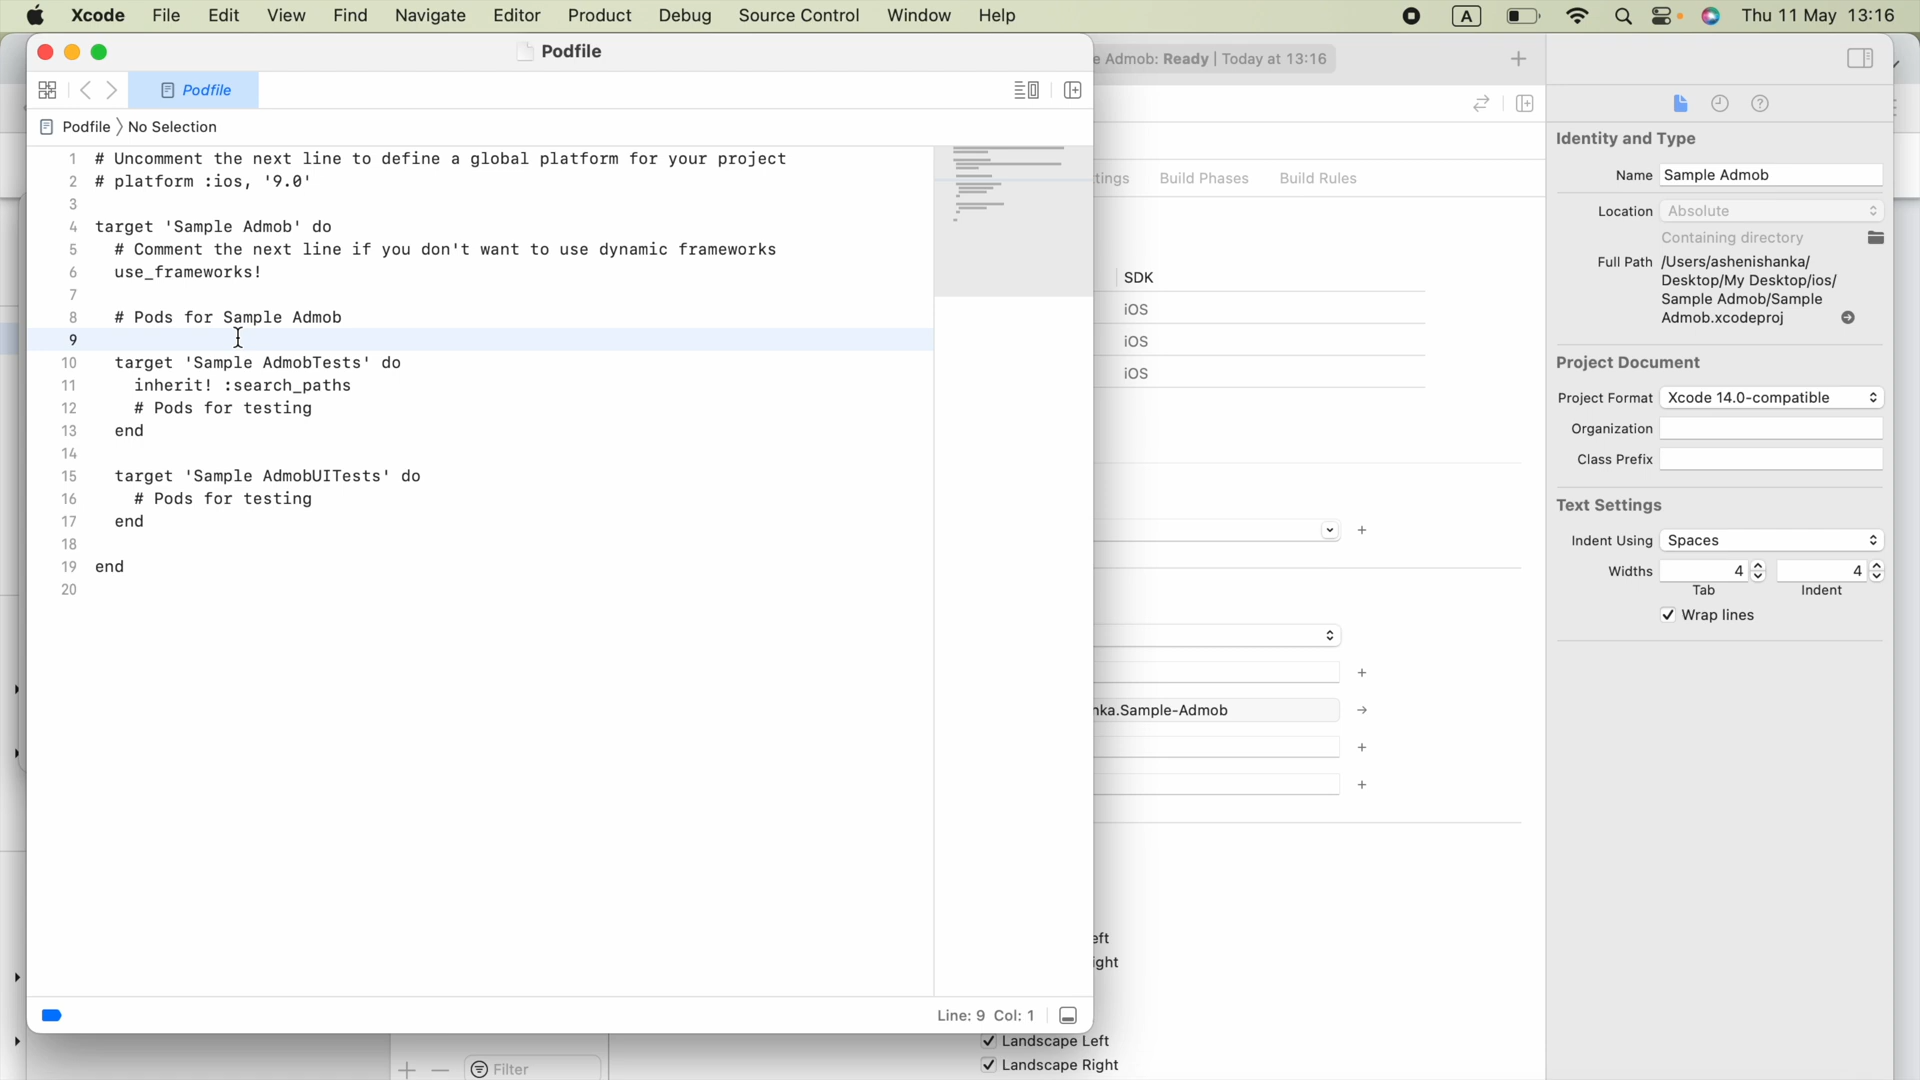 Xcode File Edit View Find Navigate Editor Product Debug Source Control Window Help A Thu 11 May 13:16
Podfile
e Admob: Ready | Today at 13:16
Podfile
Podfile 〉No Selection
1 # Uncomment the next line to define a global platform for your project
2 # platform :ios, '9.0'
3
4 target 'Sample Admob' do
5 # Comment the next line if you don't want to use dynamic frameworks
6 use_frameworks!
7
8 # Pods for Sample Admob
9
10 target 'Sample AdmobTests' do
11 inherit! :search_paths
12 # Pods for testing
13 end
14
15 target 'Sample AdmobUITests' do
16 # Pods for testing
17 end
18
19 end
20
Line: 9 Col: 1
tings Build Phases Build Rules
SDK
iOS
iOS
iOS
nka.Sample-Admob
eft
ight
Landscape Left
Landscape Right
Filter
Identity and Type
Name Sample Admob
Location Absolute
Containing directory
Full Path /Users/ashenishanka/
Desktop/My Desktop/ios/
Sample Admob/Sample
Admob.xcodeproj
Project Document
Project Format Xcode 14.0-compatible
Organization
Class Prefix
Text Settings
Indent Using Spaces
Widths 4 4
Tab Indent
Wrap lines